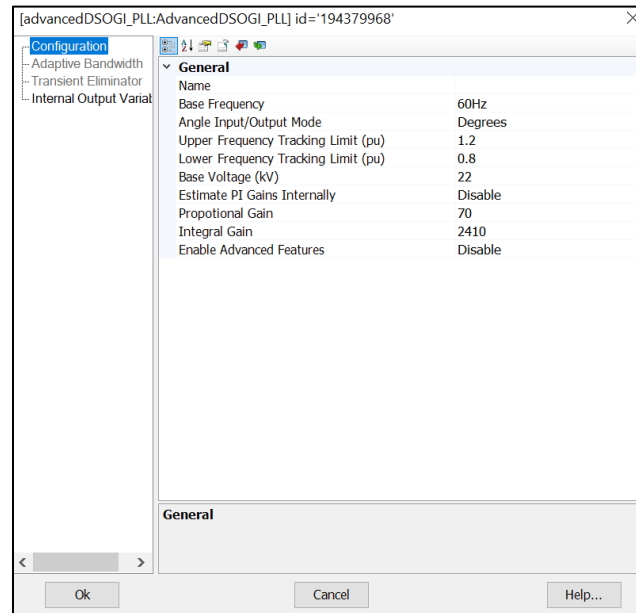 [advancedDSOGI_PLL:AdvancedDSOGI_PLL] id='194379968'
Configuration
Adaptive Bandwidth
Transient Eliminator
Internal Output Variab
General
Name
Base Frequency 60Hz
Angle Input/Output Mode Degrees
Upper Frequency Tracking Limit (pu) 1.2
Lower Frequency Tracking Limit (pu) 0.8
Base Voltage (kV) 22
Estimate PI Gains Internally Disable
Propotional Gain 70
Integral Gain 2410
Enable Advanced Features Disable
General
Ok Cancel Help...